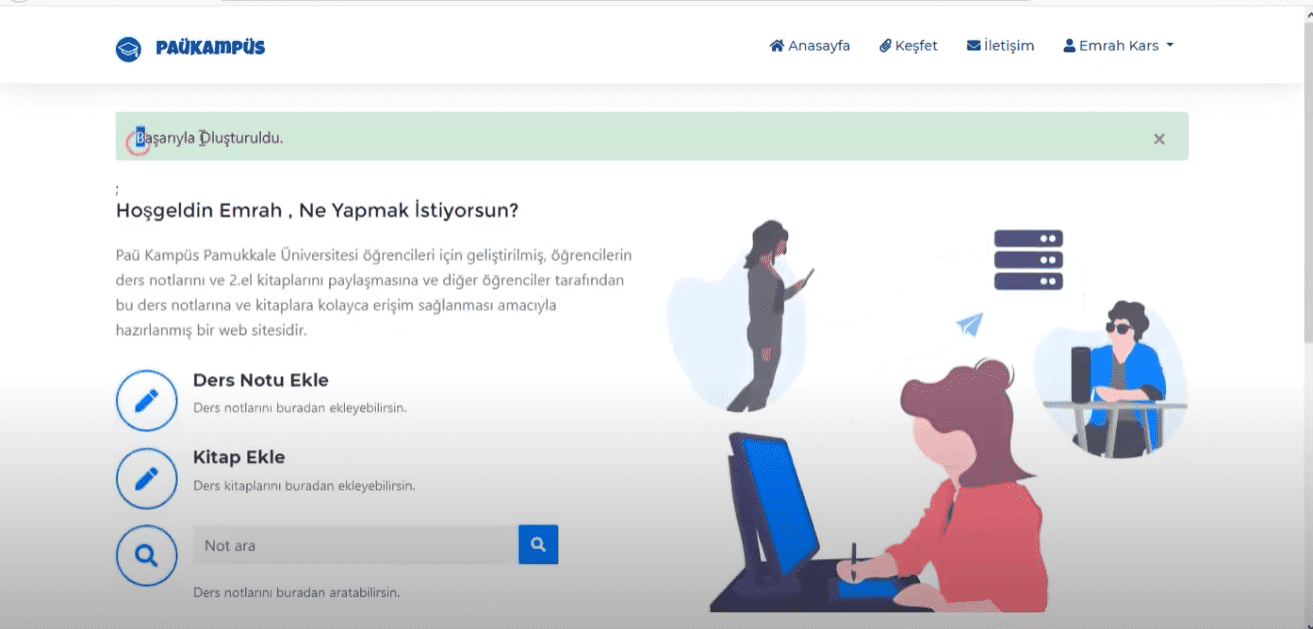 PAÜKAMPÜS
Anasayfa
Keşfet
İletişim
Emrah Kars
Başarıyla Oluşturuldu.
×
;
Hoşgeldin Emrah , Ne Yapmak İstiyorsun?
Paü Kampüs Pamukkale Üniversitesi öğrencileri için geliştirilmiş, öğrencilerin
ders notlarını ve 2.el kitaplarını paylaşmasına ve diğer öğrenciler tarafından
bu ders notlarına ve kitaplara kolayca erişim sağlanması amacıyla
hazırlanmış bir web sitesidir.
Ders Notu Ekle
Ders notlarını buradan ekleyebilirsin.
Kitap Ekle
Ders kitaplarını buradan ekleyebilirsin.
Not ara
Ders notlarını buradan aratabilirsin.